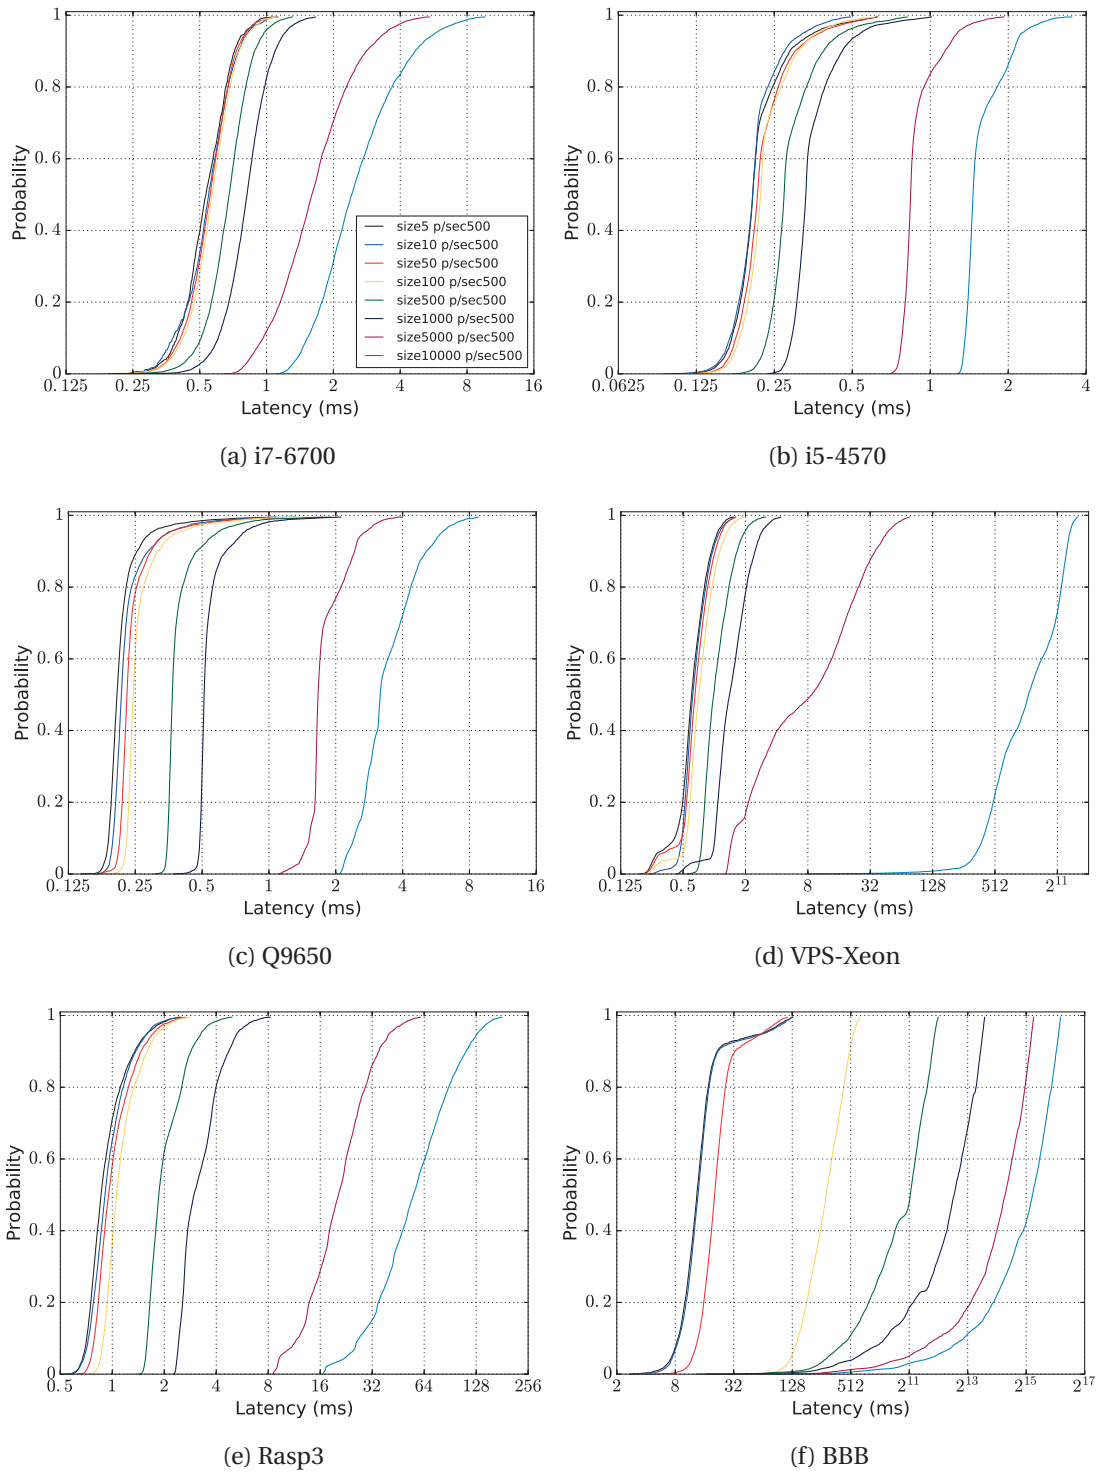 1
0.8
0.6
0.4
0.2
0
Probability
0.125 0.25 0.5 1 2 4 8 16
Latency (ms)
size5 p/sec500
size10 p/sec500
size50 p/sec500
size100 p/sec500
size500 p/sec500
size1000 p/sec500
size5000 p/sec500
size10000 p/sec500
(a) i7-6700
1
0.8
0.6
0.4
0.2
0
Probability
0.0625 0.125 0.25 0.5 1 2 4
Latency (ms)
(b) i5-4570
1
0.8
0.6
0.4
0.2
0
Probability
0.125 0.25 0.5 1 2 4 8 16
Latency (ms)
(c) Q9650
1
0.8
0.6
0.4
0.2
0
Probability
0.125 0.5 2 8 32 128 512 2^11
Latency (ms)
(d) VPS-Xeon
1
0.8
0.6
0.4
0.2
0
Probability
0.5 1 2 4 8 16 32 64 128 256
Latency (ms)
(e) Rasp3
1
0.8
0.6
0.4
0.2
0
Probability
2 8 32 128 512 2^11 2^13 2^15 2^17
Latency (ms)
(f) BBB